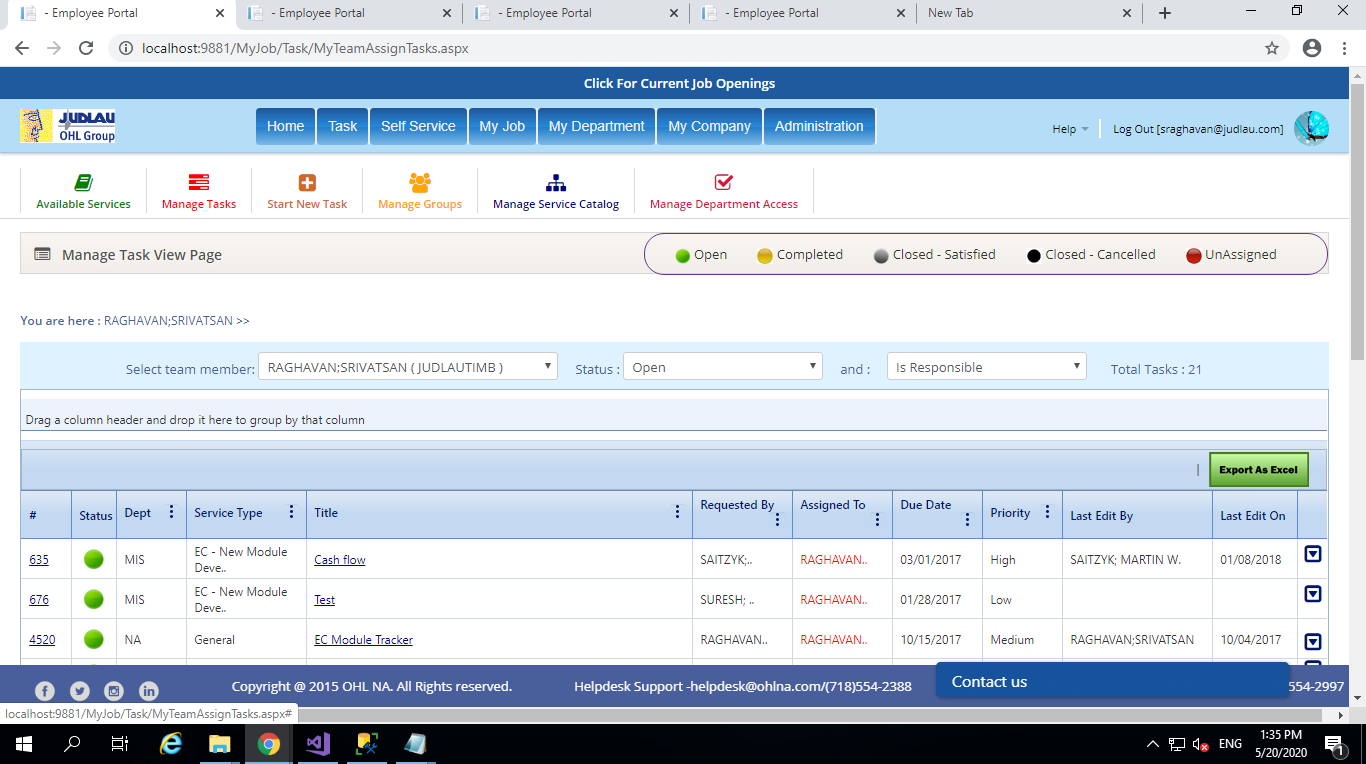 - Employee Portal
- Employee Portal
- Employee Portal
- Employee Portal
New Tab
localhost:9881/MyJob/Task/MyTeamAssignTasks.aspx
Click For Current Job Openings
JUDLAU
OHL Group
Home
Task
Self Service
My Job
My Department
My Company
Administration
Help
Log Out [sraghavan@judlau.com]
Available Services
Manage Tasks
Start New Task
Manage Groups
Manage Service Catalog
Manage Department Access
Manage Task View Page
Open
Completed
Closed - Satisfied
Closed - Cancelled
UnAssigned
You are here : RAGHAVAN;SRIVATSAN >>
Select team member: RAGHAVAN;SRIVATSAN ( JUDLAUTIMB ) Status : Open and : Is Responsible Total Tasks : 21
Drag a column header and drop it here to group by that column
Export As Excel
# Status Dept Service Type Title Requested By Assigned To Due Date Priority Last Edit By Last Edit On
635 MIS EC - New Module Deve.. Cash flow SAITZYK;.. RAGHAVAN.. 03/01/2017 High SAITZYK; MARTIN W. 01/08/2018
676 MIS EC - New Module Deve.. Test SURESH; .. RAGHAVAN.. 01/28/2017 Low
4520 NA General EC Module Tracker RAGHAVAN.. RAGHAVAN.. 10/15/2017 Medium RAGHAVAN;SRIVATSAN 10/04/2017
Copyright @ 2015 OHL NA. All Rights reserved.
Helpdesk Support -helpdesk@ohlna.com/(718)554-2388
Contact us
554-2997
localhost:9881/MyJob/Task/MyTeamAssignTasks.aspx#
ENG
1:35 PM
5/20/2020
1